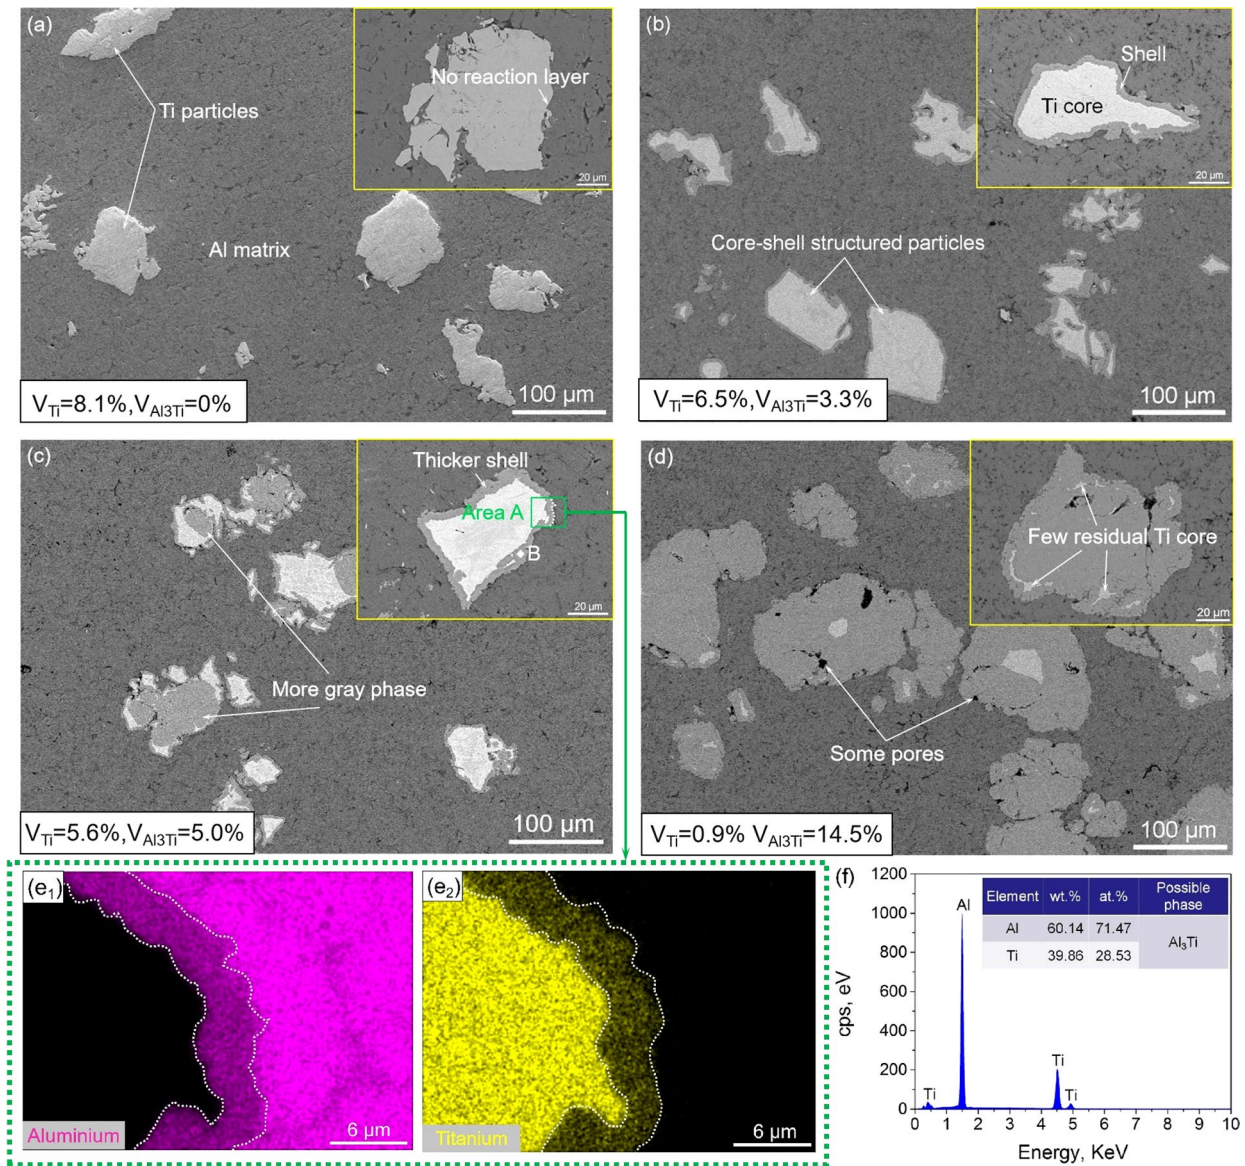 (a)
No reaction layer
Ti particles
20 µm
Al matrix
V_Ti=8.1%,V_Al3Ti=0%
100 µm
(b)
Shell
Ti core
20 µm
Core-shell structured particles
V_Ti=6.5%,V_Al3Ti=3.3%
100 µm
(c)
Thicker shell
Area A
B
20 µm
More gray phase
V_Ti=5.6%,V_Al3Ti=5.0%
100 µm
(d)
Few residual Ti core
20 µm
Some pores
V_Ti=0.9% V_Al3Ti=14.5%
100 µm
(e₁)
Aluminium
6 µm
(e₂)
Titanium
6 µm
(f)
1200
1000
800
600
400
200
0
cps, eV
Element wt.% at.% Possible
phase
Al 60.14 71.47
Al₃Ti
Ti 39.86 28.53
Al
Ti
Ti
Ti
0 1 2 3 4 5 6 7 8 9 10
Energy, KeV